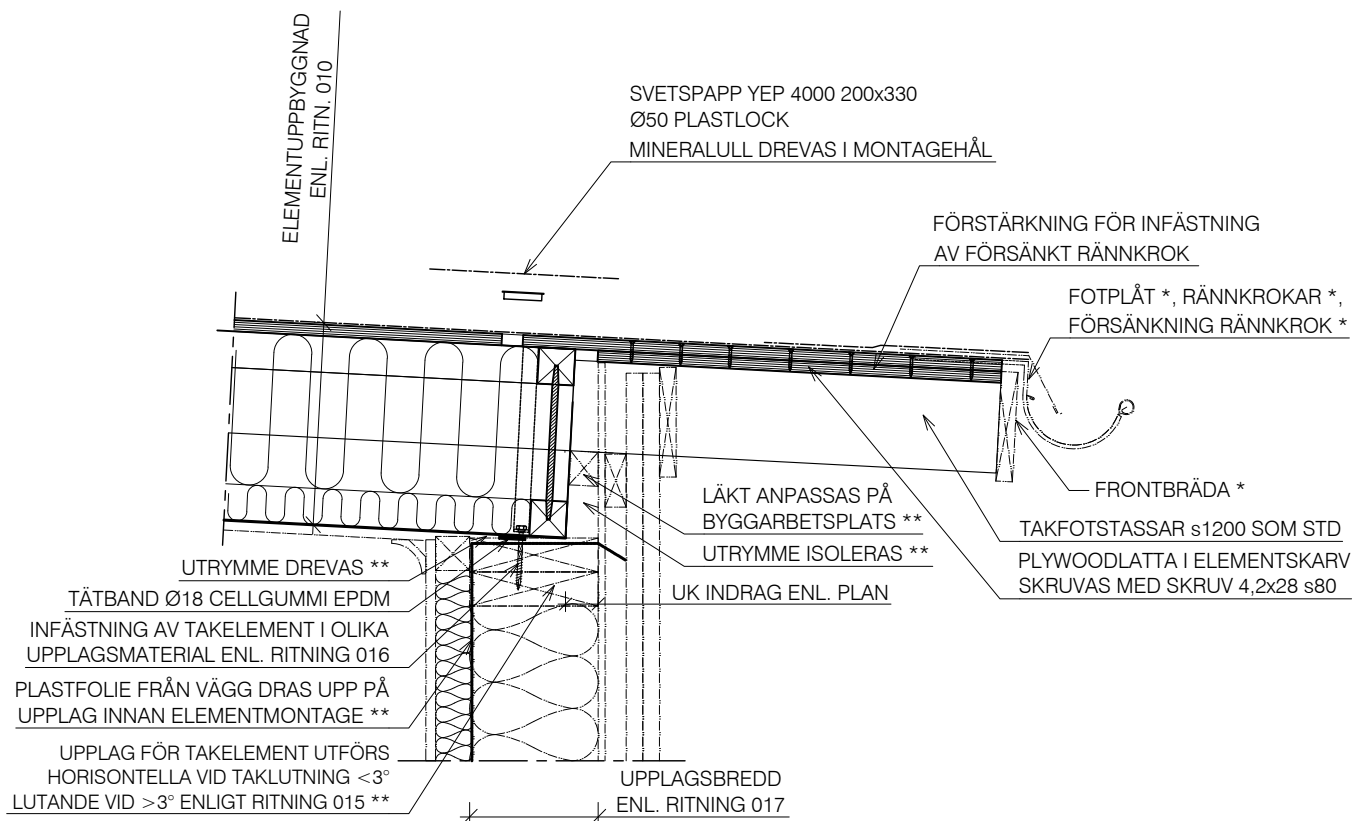 ELEMENTUPPBYGGNAD
ENL. RITN. 010
SVETSPAPP YEP 4000 200x330
Ø50 PLASTLOCK
MINERALULL DREVAS I MONTAGEHÅL
FÖRSTÄRKNING FÖR INFÄSTNING
AV FÖRSÄNKT RÄNNKROK
FOTPLÅT *, RÄNNKROKAR *,
FÖRSÄNKNING RÄNNKROK *
FRONTBRÄDA *
LÄKT ANPASSAS PÅ
BYGGARBETSPLATS **
UTRYMME ISOLERAS **
TAKFOTSTASSAR s1200 SOM STD
PLYWOODLATTA I ELEMENTSKARV
SKRUVAS MED SKRUV 4,2x28 s80
UK INDRAG ENL. PLAN
UTRYMME DREVAS **
TÄTBAND Ø18 CELLGUMMI EPDM
INFÄSTNING AV TAKELEMENT I OLIKA
UPPLAGSMATERIAL ENL. RITNING 016
PLASTFOLIE FRÅN VÄGG DRAS UPP PÅ
UPPLAG INNAN ELEMENTMONTAGE **
UPPLAG FÖR TAKELEMENT UTFÖRS
HORISONTELLA VID TAKLUTNING <3°
LUTANDE VID >3° ENLIGT RITNING 015 **
UPPLAGSBREDD
ENL. RITNING 017